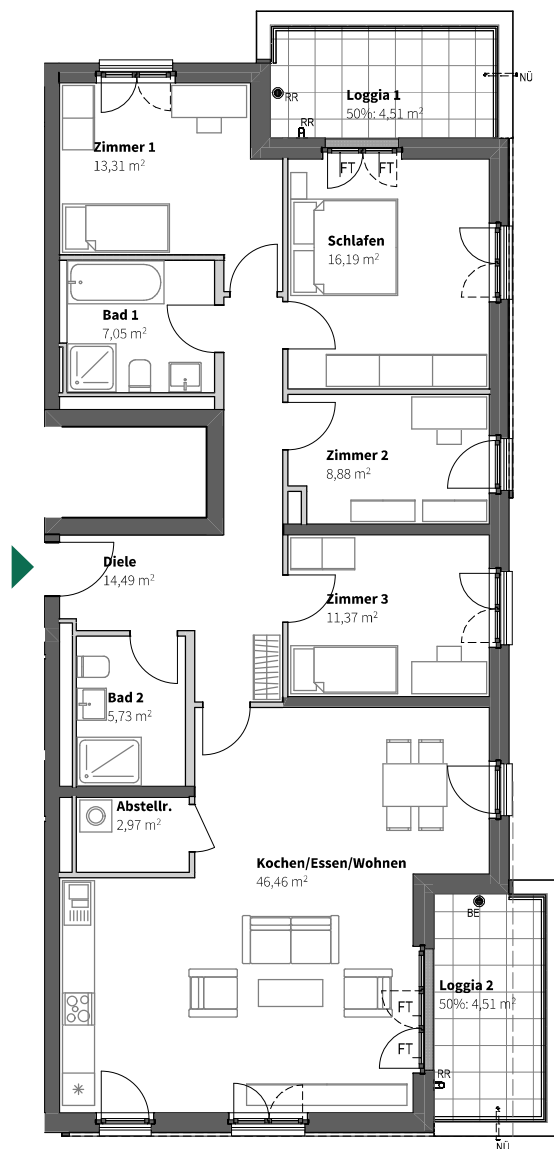 Loggia 1
50%: 4,51 m²
NÜ
RR
RR
Zimmer 1
13,31 m²
FT
FT
Schlafen
16,19 m²
Bad 1
7,05 m²
Zimmer 2
8,88 m²
Diele
14,49 m²
Zimmer 3
11,37 m²
Bad 2
5,73 m²
Abstellr.
2,97 m²
Kochen/Essen/Wohnen
46,46 m²
BE
Loggia 2
50%: 4,51 m²
FT
FT
RR
NÜ